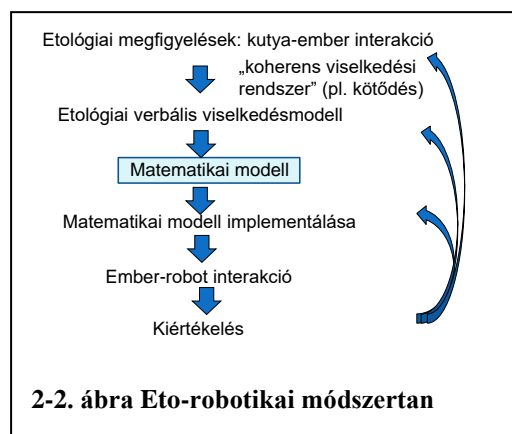 Etológiai megfigyelések: kutya-ember interakció
„koherens viselkedési
rendszer” (pl. kötődés)
Etológiai verbális viselkedésmodell
Matematikai modell
Matematikai modell implementálása
Ember-robot interakció
Kiértékelés
2-2. ábra Eto-robotikai módszertan